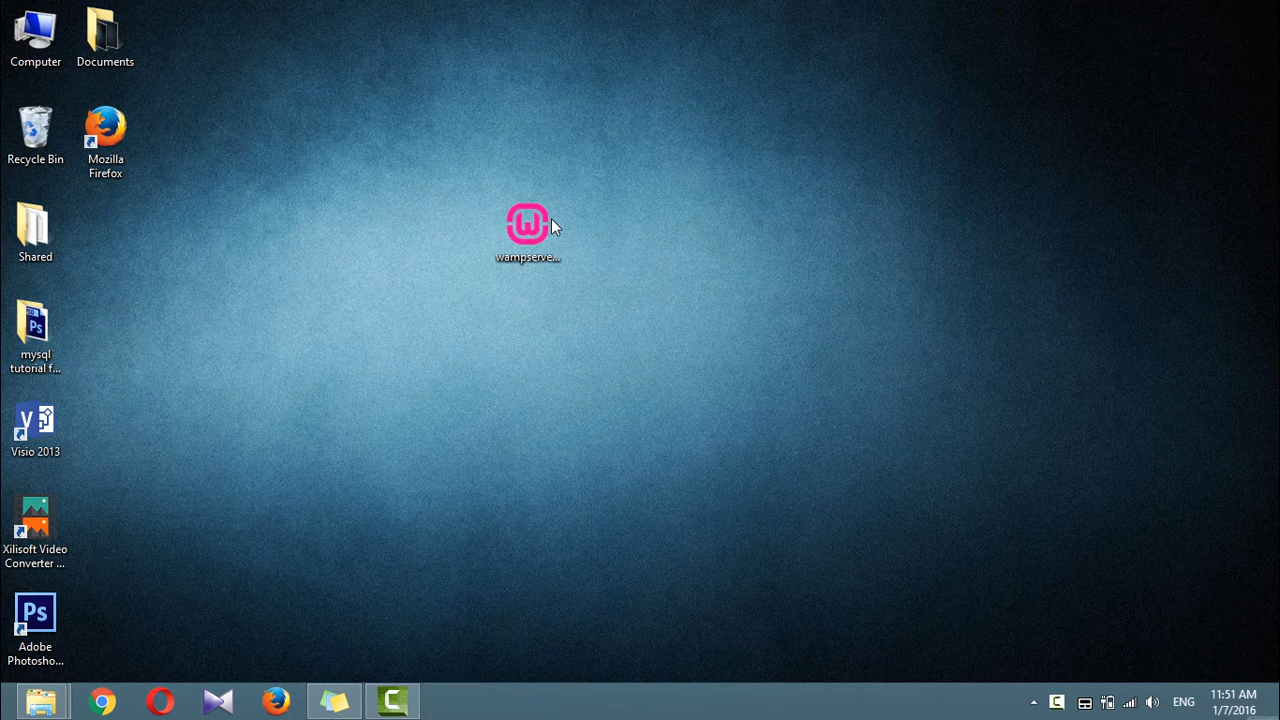 Computer
Documents
Recycle Bin
Mozilla
Firefox
Shared
wampserve...
mysql
tutorial f...
Visio 2013
Xilisoft Video
Converter ...
Ps
Adobe
Photosho...
ENG
11:51 AM
1/7/2016